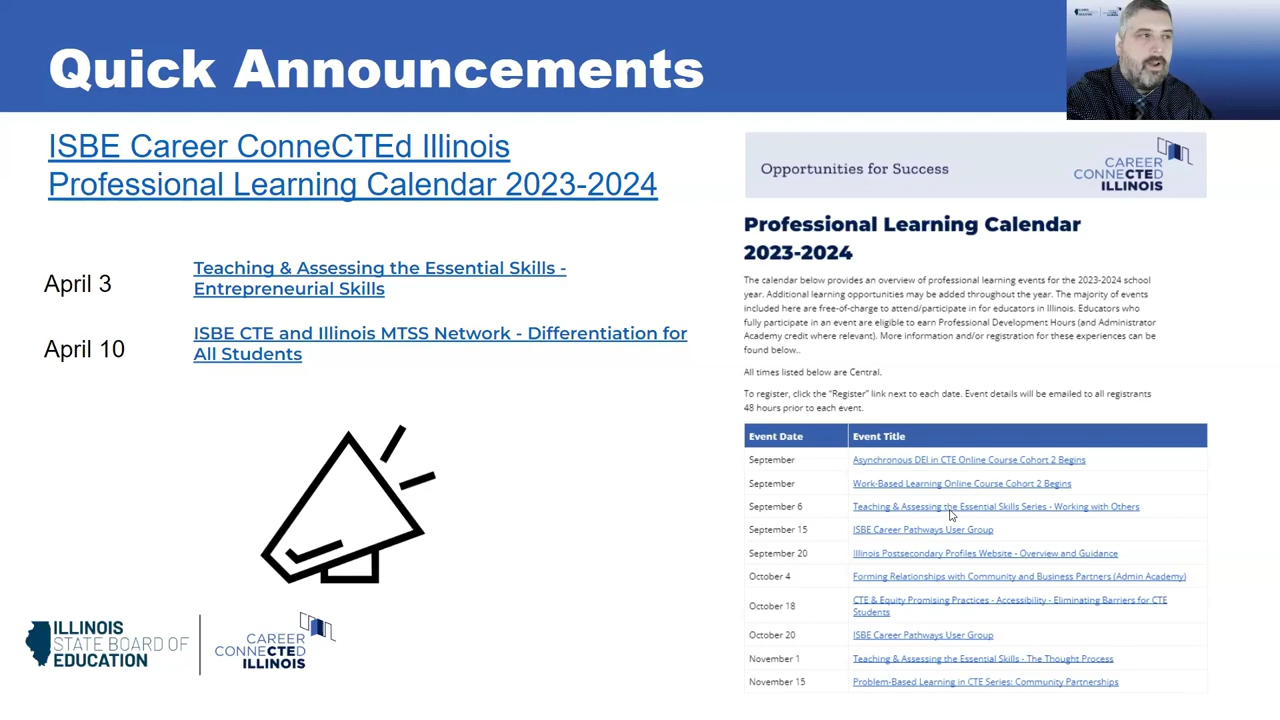 Quick Announcements
ISBE Career ConneCTEd Illinois
Professional Learning Calendar 2023-2024
April 3
Teaching & Assessing the Essential Skills -
Entrepreneurial Skills
April 10
ISBE CTE and Illinois MTSS Network - Differentiation for
All Students
ILLINOIS
STATE BOARD OF
EDUCATION
CAREER
CONNECTED
ILLINOIS
Opportunities for Success
CAREER
CONNECTED
ILLINOIS
Professional Learning Calendar
2023-2024
The calendar below provides an overview of professional learning events for the 2023-2024 school
year. Additional learning opportunities may be added throughout the year. The majority of events
included here are free-of-charge to attend/participate in for educators in Illinois. Educators who
fully participate in an event are eligible to earn Professional Development Hours (and Administrator
Academy credit where relevant). More information and/or registration for these experiences can be
found below..
All times listed below are Central.
To register, click the “Register” link next to each date. Event details will be emailed to all registrants
48 hours prior to each event.
Event Date Event Title
September Asynchronous DEI in CTE Online Course Cohort 2 Begins
September Work-Based Learning Online Course Cohort 2 Begins
September 6 Teaching & Assessing the Essential Skills Series - Working with Others
September 15 ISBE Career Pathways User Group
September 20 Illinois Postsecondary Profiles Website - Overview and Guidance
October 4 Forming Relationships with Community and Business Partners (Admin Academy)
October 18 CTE & Equity Promising Practices - Accessibility - Eliminating Barriers for CTE
Students
October 20 ISBE Career Pathways User Group
November 1 Teaching & Assessing the Essential Skills - The Thought Process
November 15 Problem-Based Learning in CTE Series: Community Partnerships